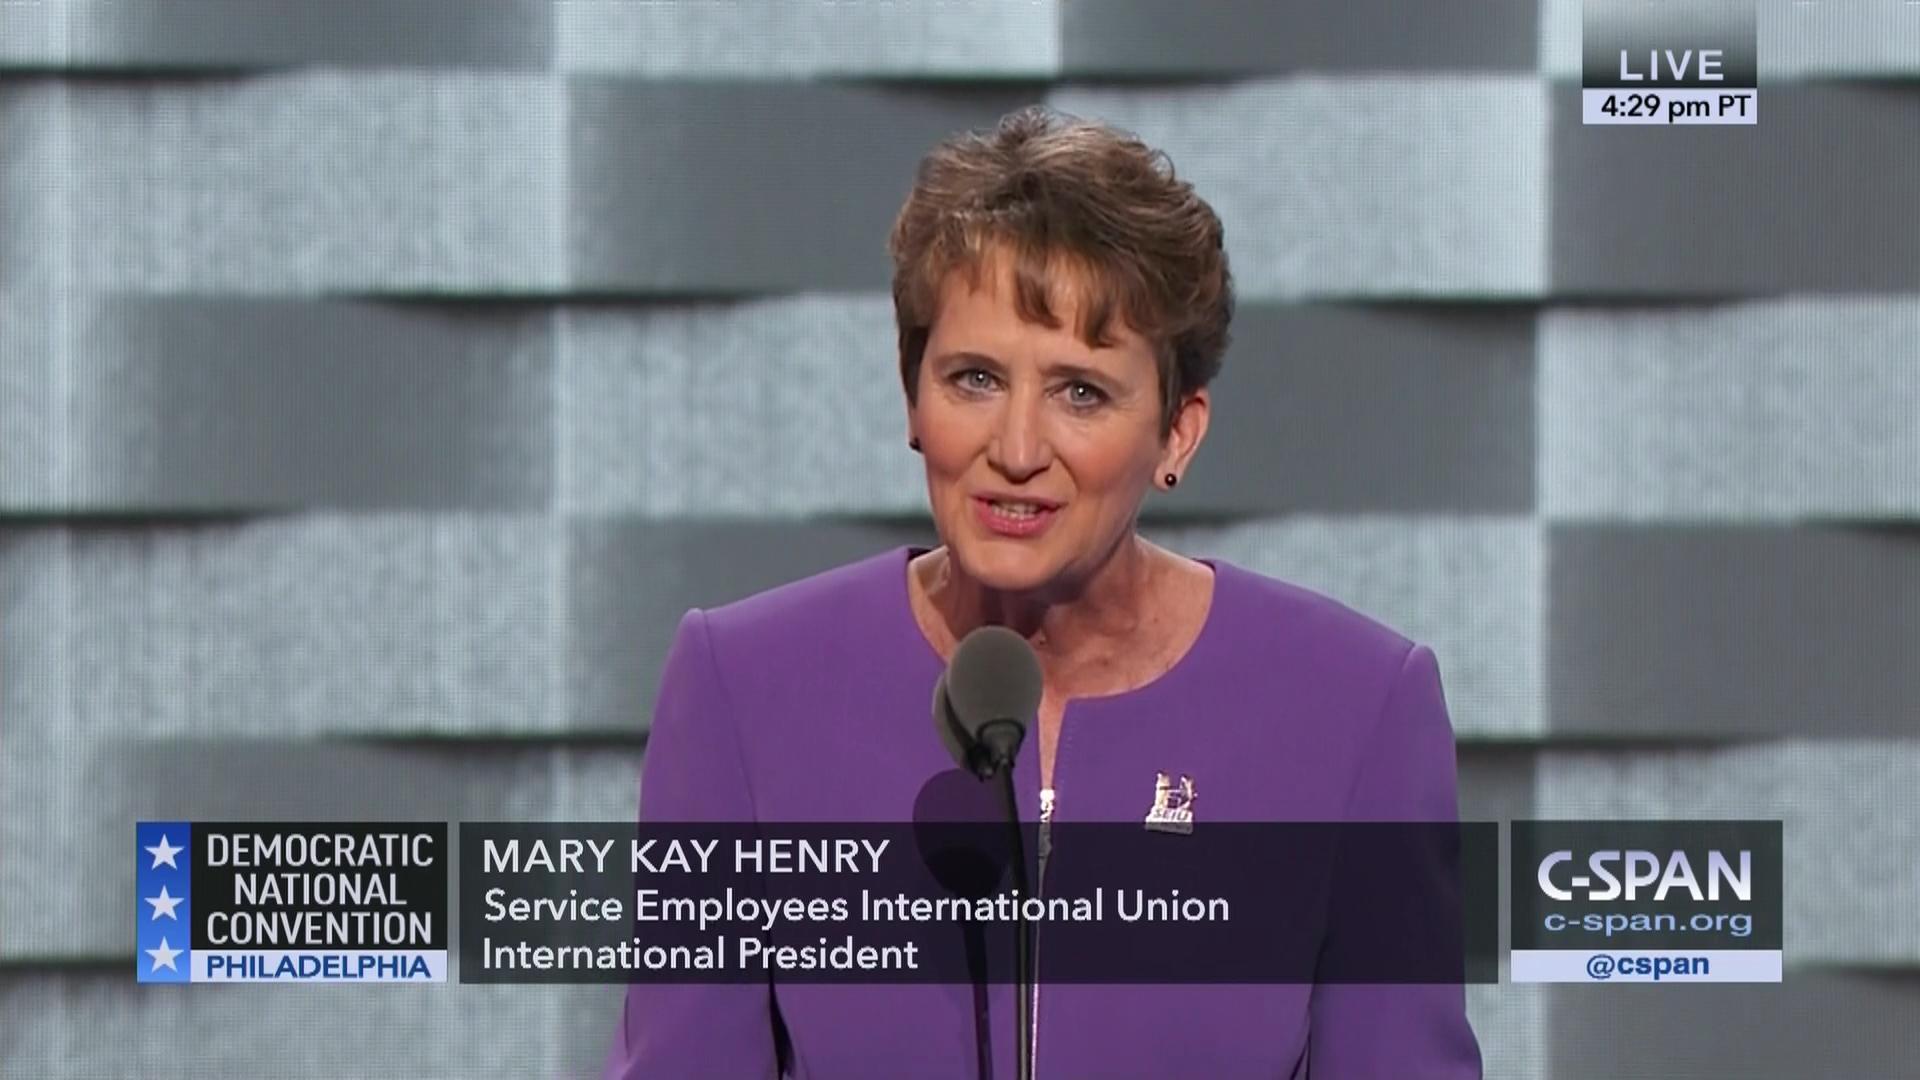 LIVE
4:29 pm PT
SEIU
DEMOCRATIC
NATIONAL
CONVENTION
PHILADELPHIA
MARY KAY HENRY
Service Employees International Union
International President
C-SPAN
c-span.org
@cspan